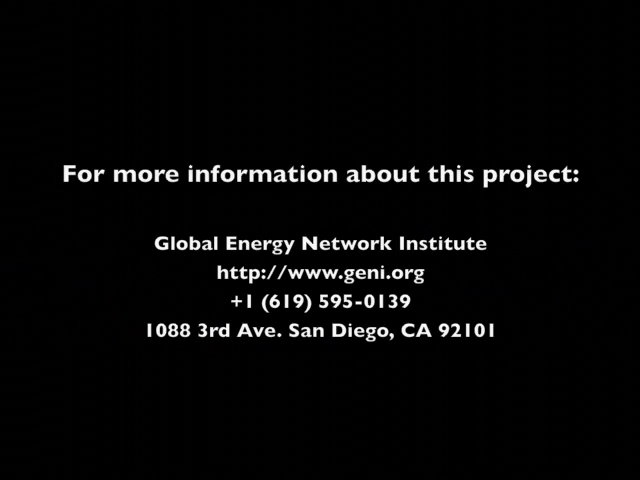 For more information about this project:
Global Energy Network Institute
http://www.geni.org
+1 (619) 595-0139
1088 3rd Ave. San Diego, CA 92101